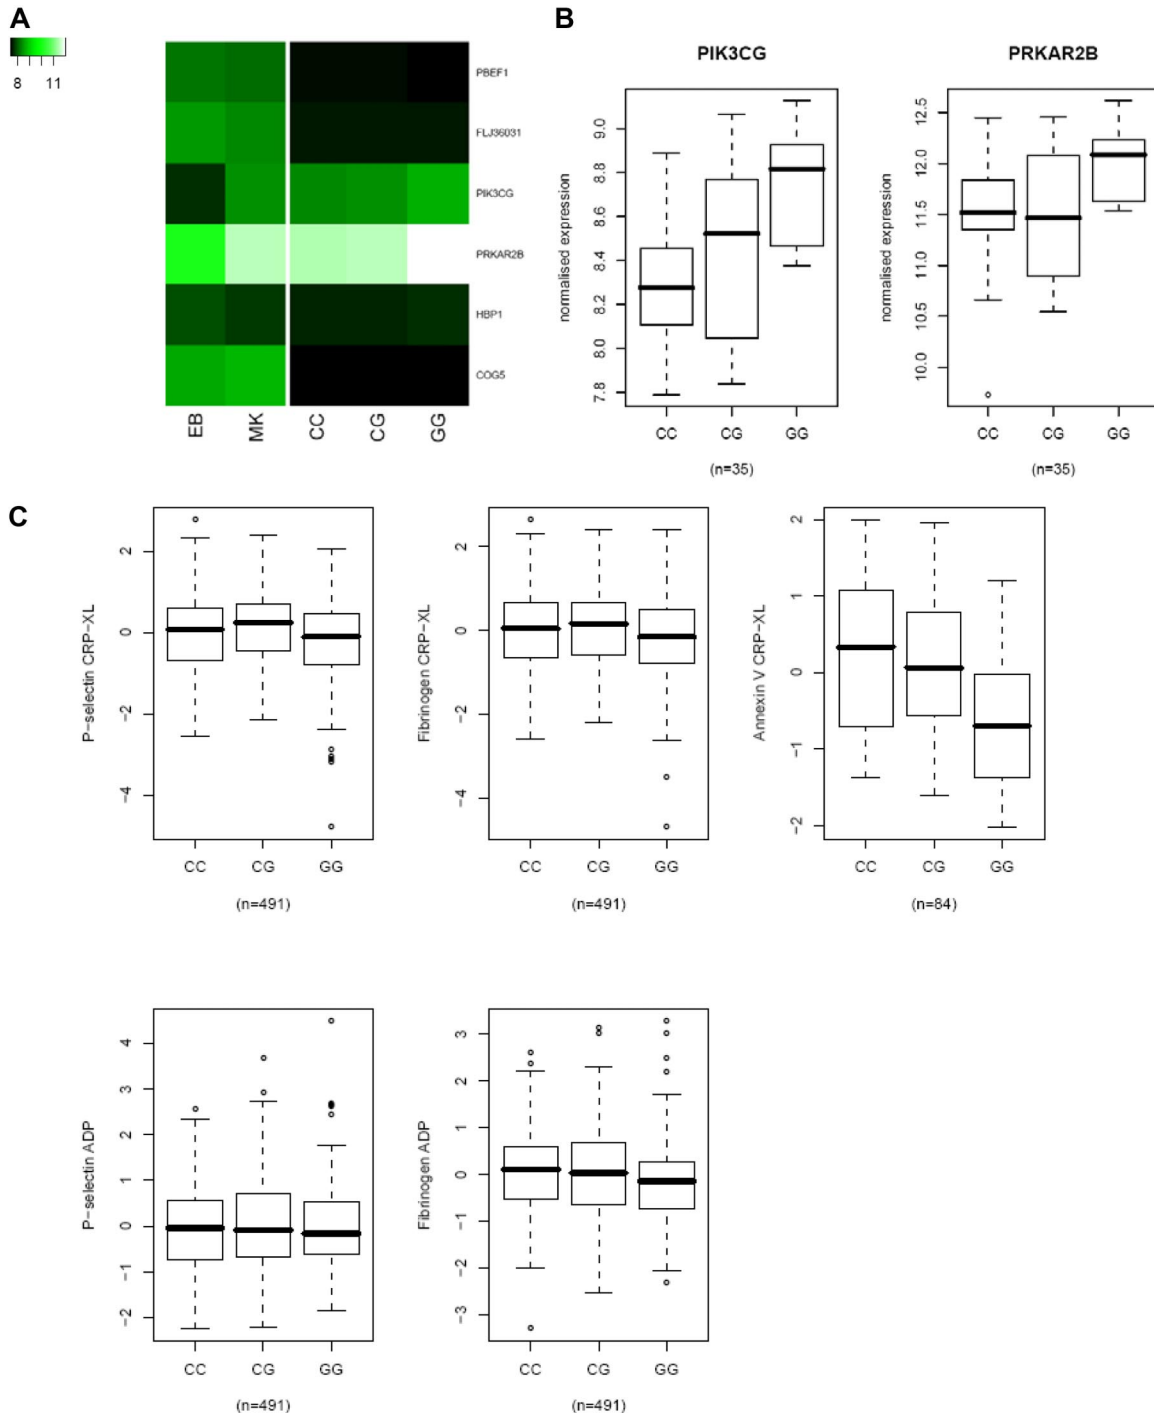 A
8 11
PBEF1
FLJ36031
PIK3CG
PRKAR2B
HBP1
COG5
EB MK CC CG GG
B
PIK3CG
normalised expression
9.0
8.8
8.6
8.4
8.2
8.0
7.8
CC CG GG
(n=35)
PRKAR2B
normalised expression
12.5
12.0
11.5
11.0
10.5
10.0
CC CG GG
(n=35)
C
P-selectin CRP-XL
2
0
-2
-4
CC CG GG
(n=491)
Fibrinogen CRP-XL
2
0
-2
-4
CC CG GG
(n=491)
Annexin V CRP-XL
2
1
0
-1
-2
CC CG GG
(n=84)
P-selectin ADP
4
3
2
1
0
-1
-2
CC CG GG
(n=491)
Fibrinogen ADP
3
2
1
0
-1
-2
-3
CC CG GG
(n=491)